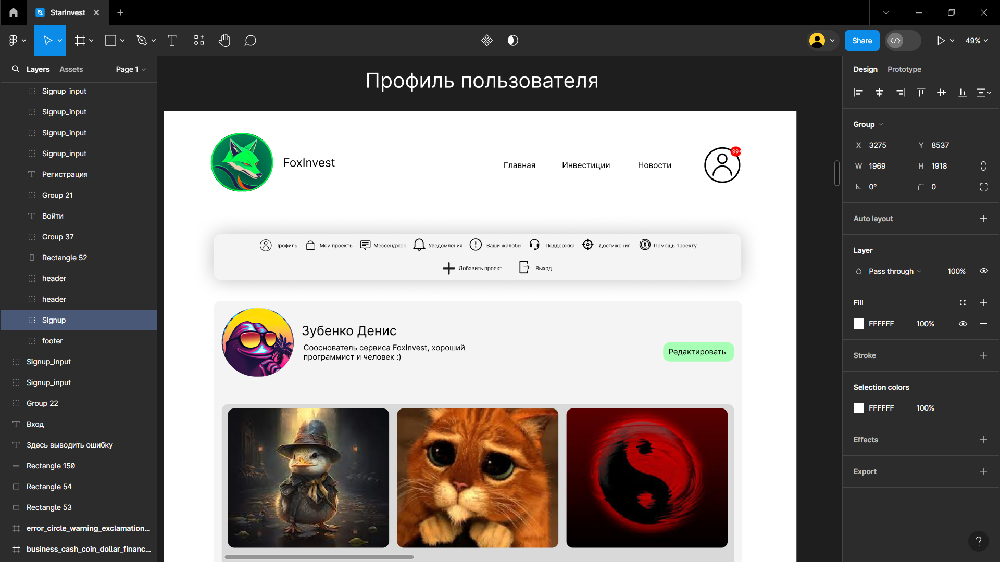 StarInvest
Share
49%
Layers
Assets
Page 1
Signup_input
Signup_input
Signup_input
Signup_input
Регистрация
Group 21
Войти
Group 37
Rectangle 52
header
header
Signup
footer
Signup_input
Signup_input
Group 22
Вход
Здесь выводить ошибку
Rectangle 150
Rectangle 54
Rectangle 53
error_circle_warning_exclamation...
business_cash_coin_dollar_financ...
Профиль пользователя
FoxInvest
Главная
Инвестиции
Новости
99+
Профиль
Мои проекты
Мессенджер
Уведомления
Ваши жалобы
Поддержка
Достижения
Помощь проекту
Добавить проект
Выход
Зубенко Денис
Сооснователь сервиса FoxInvest, хороший
программист и человек :)
Редактировать
Design
Prototype
Group
X 3275
Y 8537
W 1969
H 1918
0°
0
Auto layout
Layer
Pass through
100%
Fill
FFFFFF
100%
Stroke
Selection colors
FFFFFF
100%
Effects
Export
?